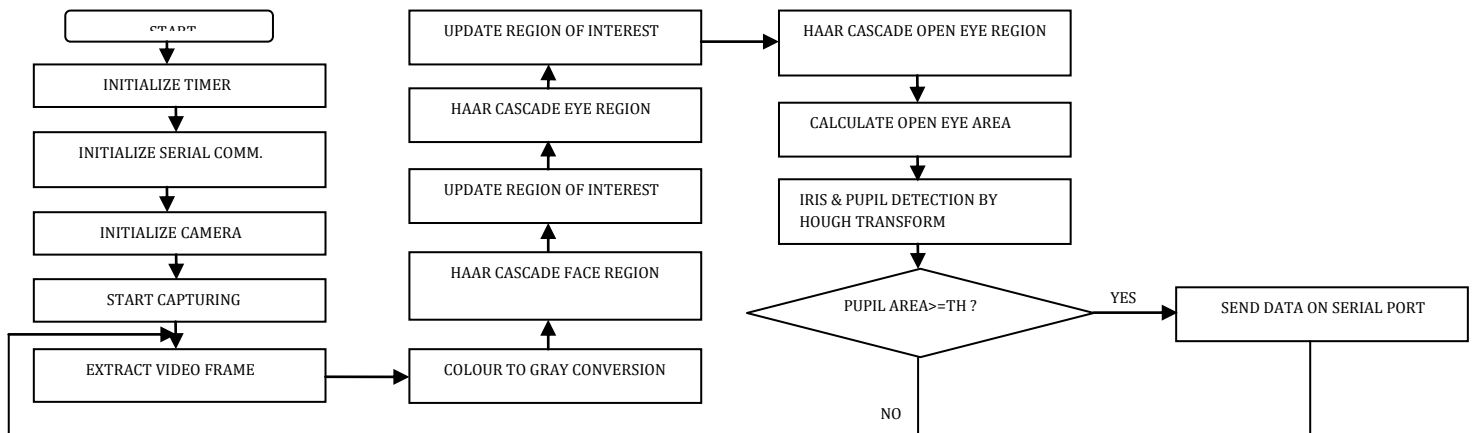 START
INITIALIZE TIMER
INITIALIZE SERIAL COMM.
INITIALIZE CAMERA
START CAPTURING
EXTRACT VIDEO FRAME
COLOUR TO GRAY CONVERSION
HAAR CASCADE FACE REGION
UPDATE REGION OF INTEREST
HAAR CASCADE EYE REGION
UPDATE REGION OF INTEREST
HAAR CASCADE OPEN EYE REGION
CALCULATE OPEN EYE AREA
IRIS & PUPIL DETECTION BY
HOUGH TRANSFORM
PUPIL AREA>=TH ?
YES
SEND DATA ON SERIAL PORT
NO